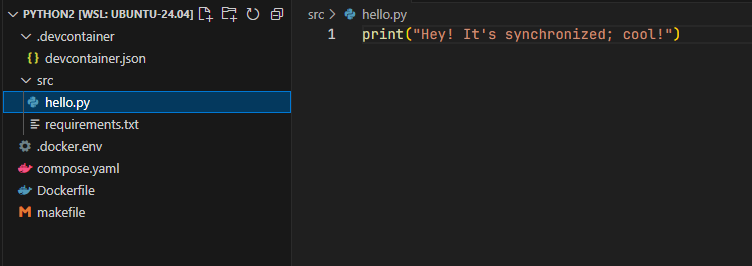 PYTHON2 [WSL: UBUNTU-24.04]
.devcontainer
{} devcontainer.json
src
hello.py
requirements.txt
.docker.env
compose.yaml
Dockerfile
makefile
src > hello.py
1 print("Hey! It's synchronized; cool!")